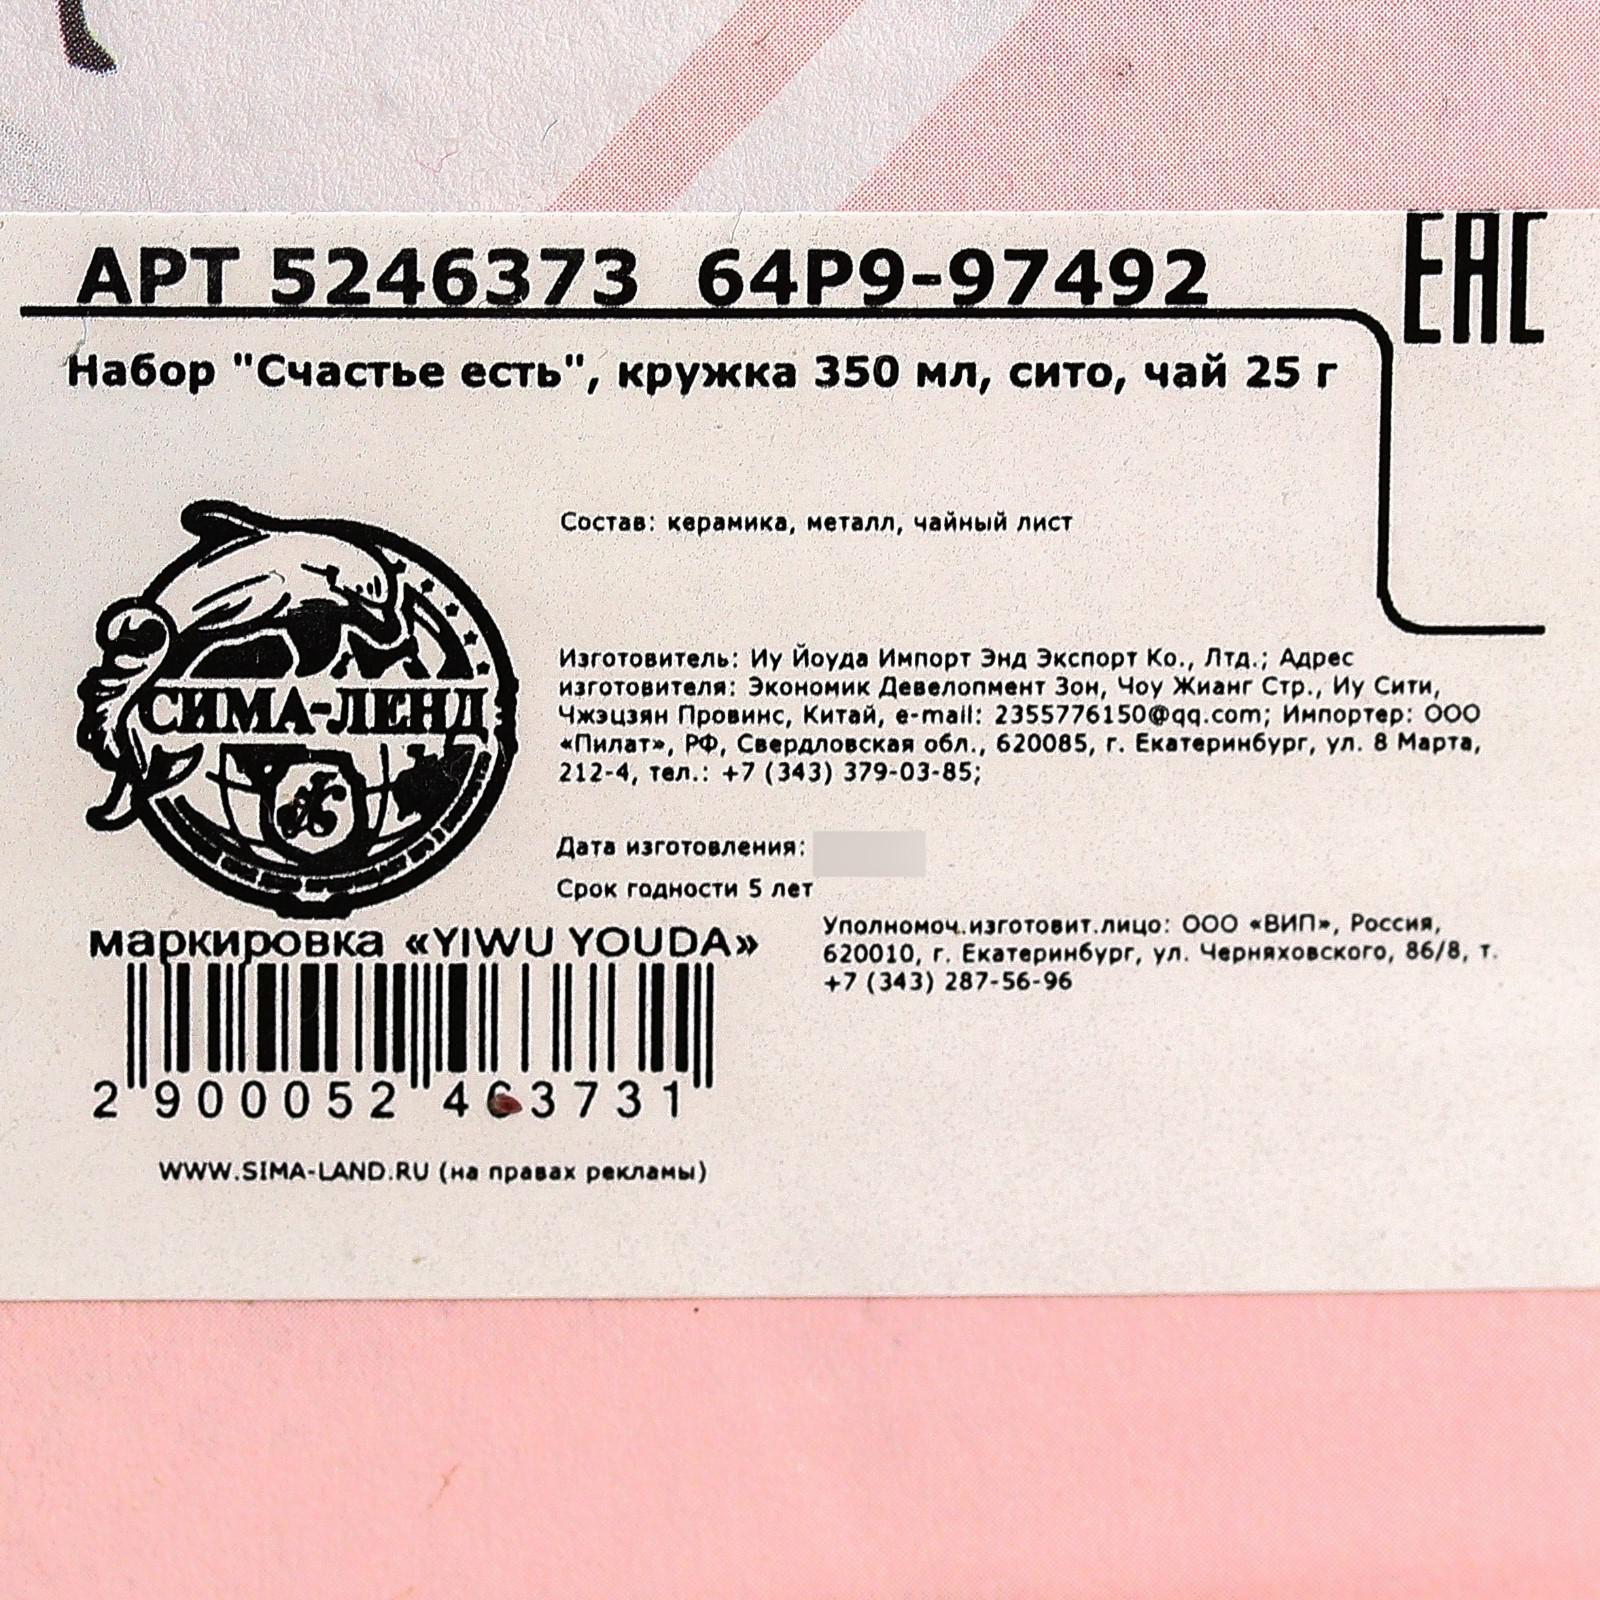 АРТ 5246373 64P9-97492
ЕАС
Набор "Счастье есть", кружка 350 мл, сито, чай 25 г
Состав: керамика, металл, чайный лист
СИМА-ЛЕНД
Изготовитель: Иу Йоуда Импорт Энд Экспорт Ко., Лтд.; Адрес
изготовителя: Экономик Девелопмент Зон, Чоу Жианг Стр., Иу Сити,
Чжэцзян Провинс, Китай, e-mail: 2355776150@qq.com; Импортер: ООО
«Пилат», РФ, Свердловская обл., 620085, г. Екатеринбург, ул. 8 Марта,
212-4, тел.: +7 (343) 379-03-85;
Дата изготовления:
Срок годности 5 лет
маркировка «YIWU YOUDA»
Уполномоч.изготовит.лицо: ООО «ВИП», Россия,
620010, г. Екатеринбург, ул. Черняховского, 86/8, т.
+7 (343) 287-56-96
2 900052 463731
WWW.SIMA-LAND.RU (на правах рекламы)